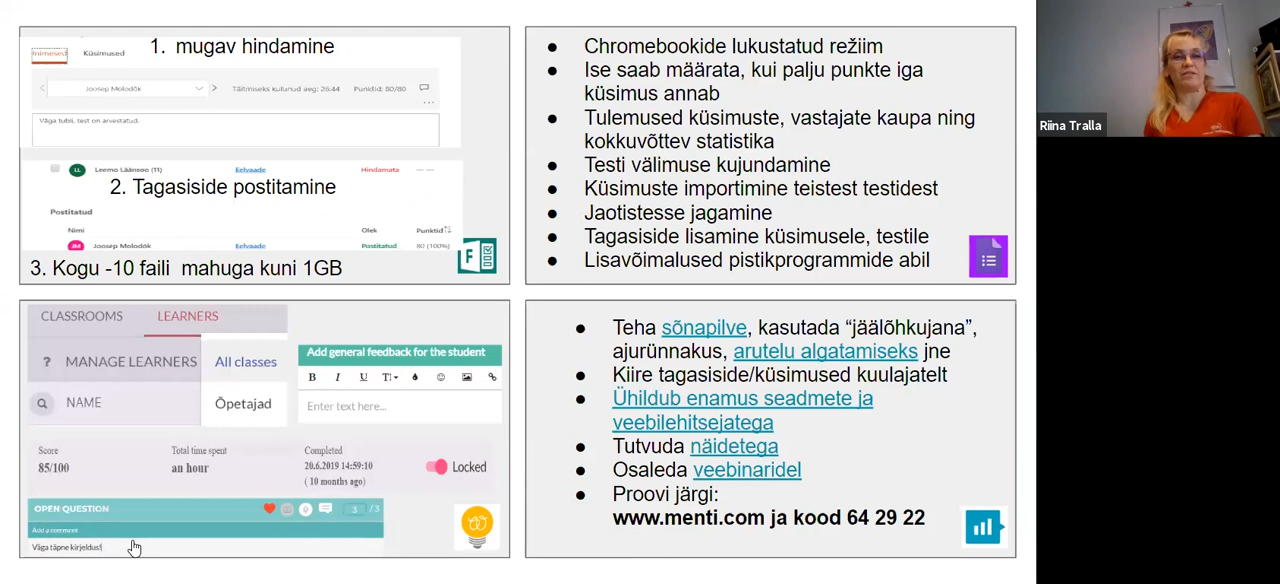 1. mugav hindamine
Inimesed Küsimused
Joosep Molodõk Täitmiseks kulunud aeg: 26:44 Punktid: 80/80
Väga tubli, test on arvestatud.
LL Leemo Läänsoo (11) Eelvaade Hindamata
2. Tagasiside postitamine
Postitatud
Nimi Olek Punktid
JM Joosep Molodõk Eelvaade Postitatud 80 (100%)
3. Kogu -10 faili mahuga kuni 1GB
F
● Chromebookide lukustatud režiim
● Ise saab määrata, kui palju punkte iga
küsimus annab
● Tulemused küsimuste, vastajate kaupa ning
kokkuvõttev statistika
● Testi välimuse kujundamine
● Küsimuste importimine teistest testidest
● Jaotistesse jagamine
● Tagasiside lisamine küsimusele, testile
● Lisavõimalused pistikprogrammide abil
CLASSROOMS LEARNERS
? MANAGE LEARNERS All classes
NAME Õpetajad
Add general feedback for the student
B I U T
Enter text here...
Score Total time spent Completed
85/100 an hour 20.6.2019 14:59:10
( 10 months ago)
Locked
OPEN QUESTION 3 / 3
Add a comment
Väga täpne kirjeldus!
● Teha sõnapilve, kasutada “jäälõhkujana”,
ajurünnakus, arutelu algatamiseks jne
● Kiire tagasiside/küsimused kuulajatelt
● Ühildub enamus seadmete ja
veebilehitsejatega
● Tutvuda näidetega
● Osaleda veebinaridel
● Proovi järgi:
www.menti.com ja kood 64 29 22
Riina Tralla